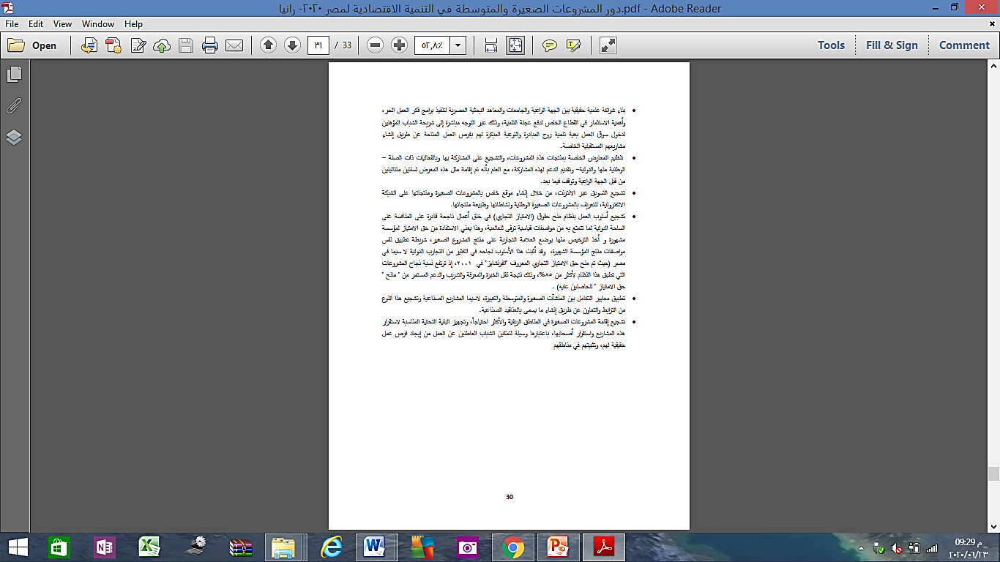 دور المشروعات الصغيرة والمتوسطة في التنمية الاقتصادية لمصر ٢٠٢٠- رانيا.pdf - Adobe Reader
File Edit View Window Help
Open
٣١ / 33
٥٢,٨٪
Tools Fill & Sign Comment
بناء شراكة علمية حقيقية بين الجهة الراعية والجامعات والمعاهد البحثية المصرية لتنفيذ برامج فكر العمل الحر،
وأهمية الاستثمار في القطاع الخاص لدفع عجلة التنمية، وذلك عبر التوجه مباشرة إلى شريحة الشباب المؤهلين
لدخول سوق العمل بغية تنمية روح المبادرة والتوعية المبكرة لهم بفرص العمل المتاحة عن طريق إنشاء
مشاريعهم المستقبلية الخاصة.
تنظيم المعارض الخاصة بمنتجات هذه المشروعات، والتشجيع على المشاركة بها وبالفعاليات ذات الصلة –
الوطنية منها والدولية– وتقديم الدعم لهذه المشاركة، مع العلم بأنه تم إقامة مثل هذه المعرض لسنتين متتاليتين
من قبل الجهة الراعية وتوقف فيما بعد.
تشجيع التسويق عبر الانترنت، من خلال إنشاء موقع خاص بالمشروعات الصغيرة ومنتجاتها على الشبكة
الالكترونية، للتعريف بالمشروعات الصغيرة الوطنية ونشاطاتها وطبيعة منتجاتها.
تشجيع أسلوب العمل بنظام منح حقوق (الامتياز التجاري) في خلق أعمال ناجحة قادرة على المنافسة على
الساحة الدولية لما تتمتع به من مواصفات قياسية ترقى للعالمية، وهذا يعني الاستفادة من حق الامتياز لمؤسسة
مشهورة و أخذ الترخيص منها بوضع العلامة التجارية على منتج المشروع الصغير، شريطة تطبيق نفس
مواصفات منتج المؤسسة الشهيرة، وقد أثبت هذا الأسلوب نجاحه في الكثير من التجارب الدولية لا سيما في
مصر (حيث تم منح حق الامتياز التجاري المعروف "الفرنشايز" في ٢٠٠١، إذ ترتفع نسبة نجاح المشروعات
التي تطبق هذا النظام لأكثر من ٨٥%، وذلك نتيجة نقل الخبرة والمعرفة والتدريب والدعم المستمر من " مانح "
حق الامتياز " للحاصلين عليه) .
تطبيق معايير التكامل بين المنشآت الصغيرة والمتوسطة والكبيرة، لاسيما المشاريع الصناعية وتشجيع هذا النوع
من الترابط والتعاون عن طريق إنشاء ما يسمى بالعناقيد الصناعية.
تشجيع إقامة المشروعات الصغيرة في المناطق الريفية والأكثر احتياجاً، وتجهيز البنية التحتية المناسبة لاستقرار
هذه المشاريع واستقرار أصحابها، باعتبارها وسيلة لتمكين الشباب العاطلين عن العمل من إيجاد فرص عمل
حقيقية لهم، وتثبيتهم في مناطقهم
30
09:29 م
٢٠٢٠/٠٦/٢٣